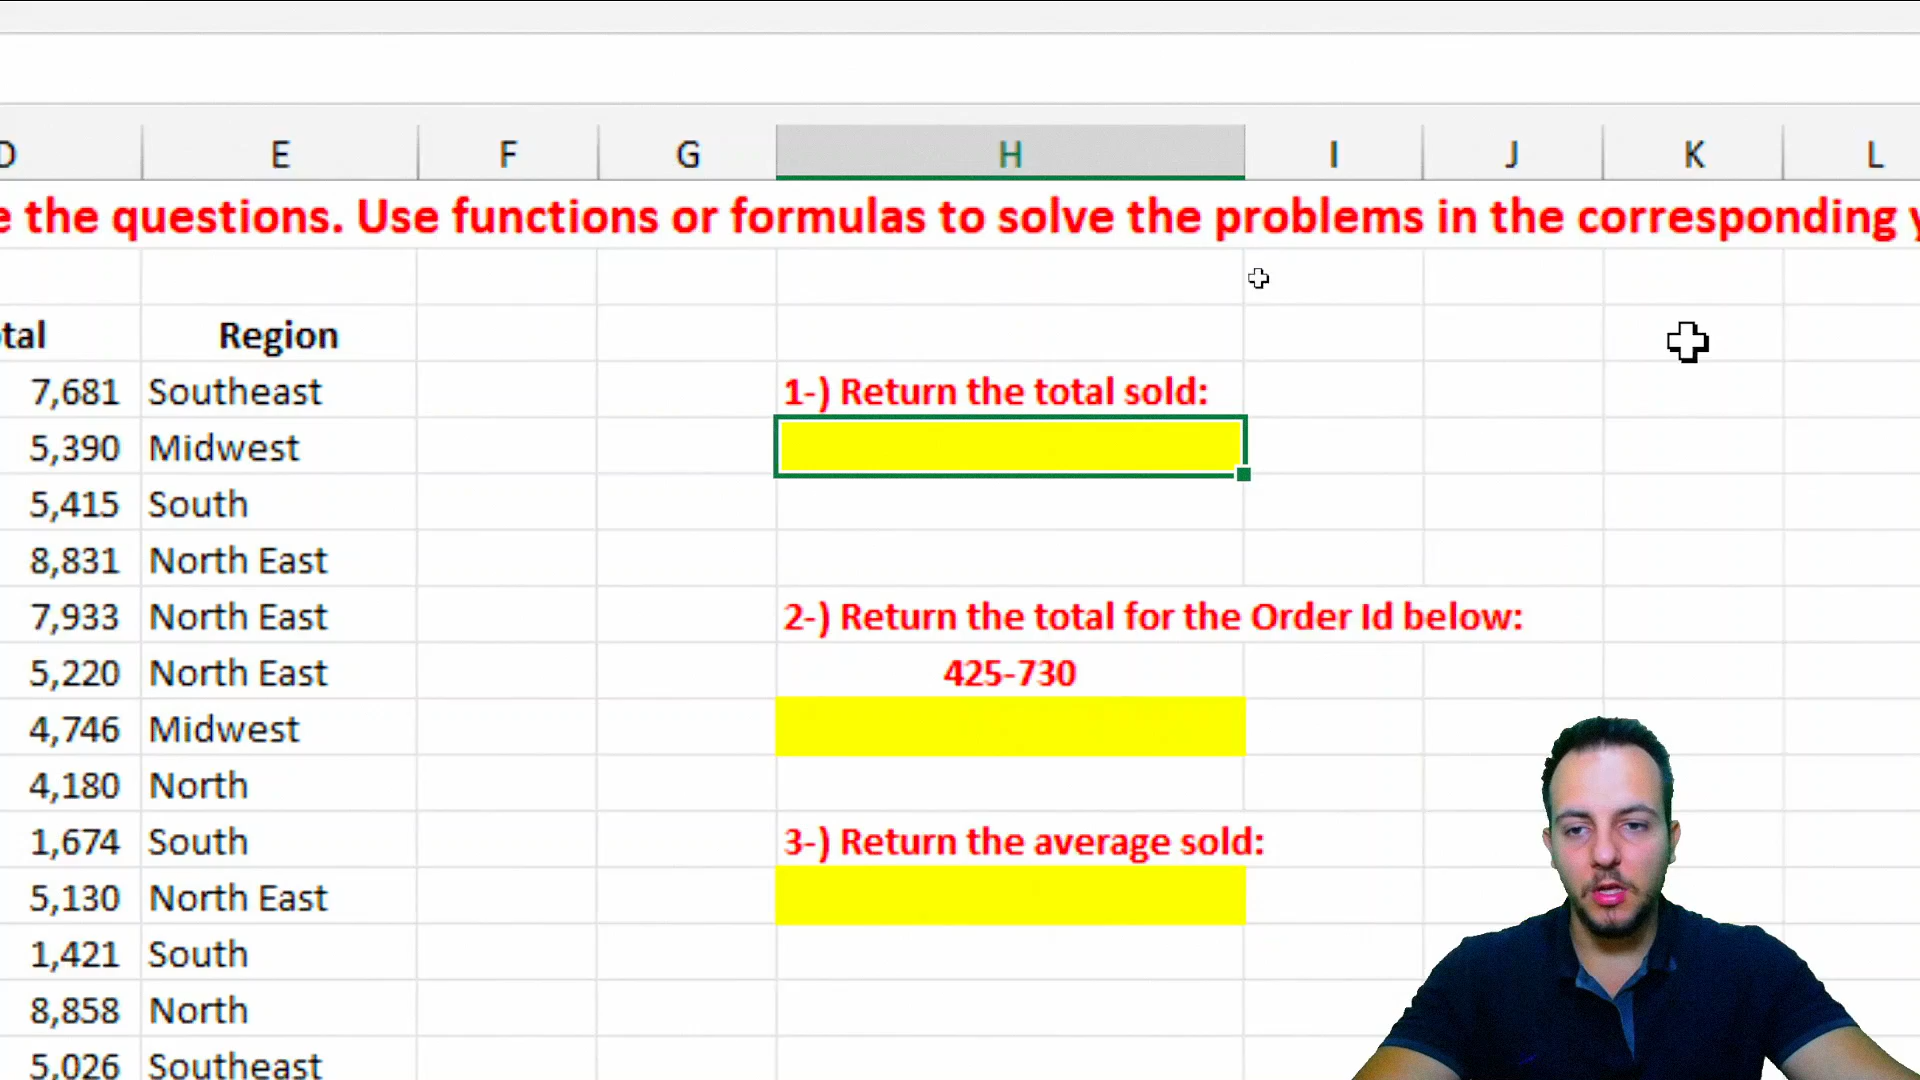 D E F G H I J K L
e the questions. Use functions or formulas to solve the problems in the corresponding y
tal Region
7,681 Southeast 1-) Return the total sold:
5,390 Midwest
5,415 South
8,831 North East
7,933 North East 2-) Return the total for the Order Id below:
5,220 North East 425-730
4,746 Midwest
4,180 North
1,674 South 3-) Return the average sold:
5,130 North East
1,421 South
8,858 North
5,026 Southeast